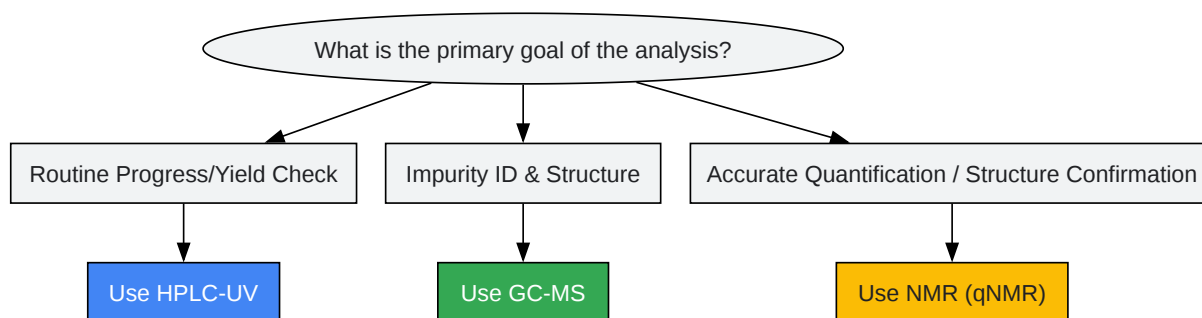 What is the primary goal of the analysis?
Routine Progress/Yield Check
Impurity ID & Structure
Accurate Quantification / Structure Confirmation
Use HPLC-UV
Use GC-MS
Use NMR (qNMR)